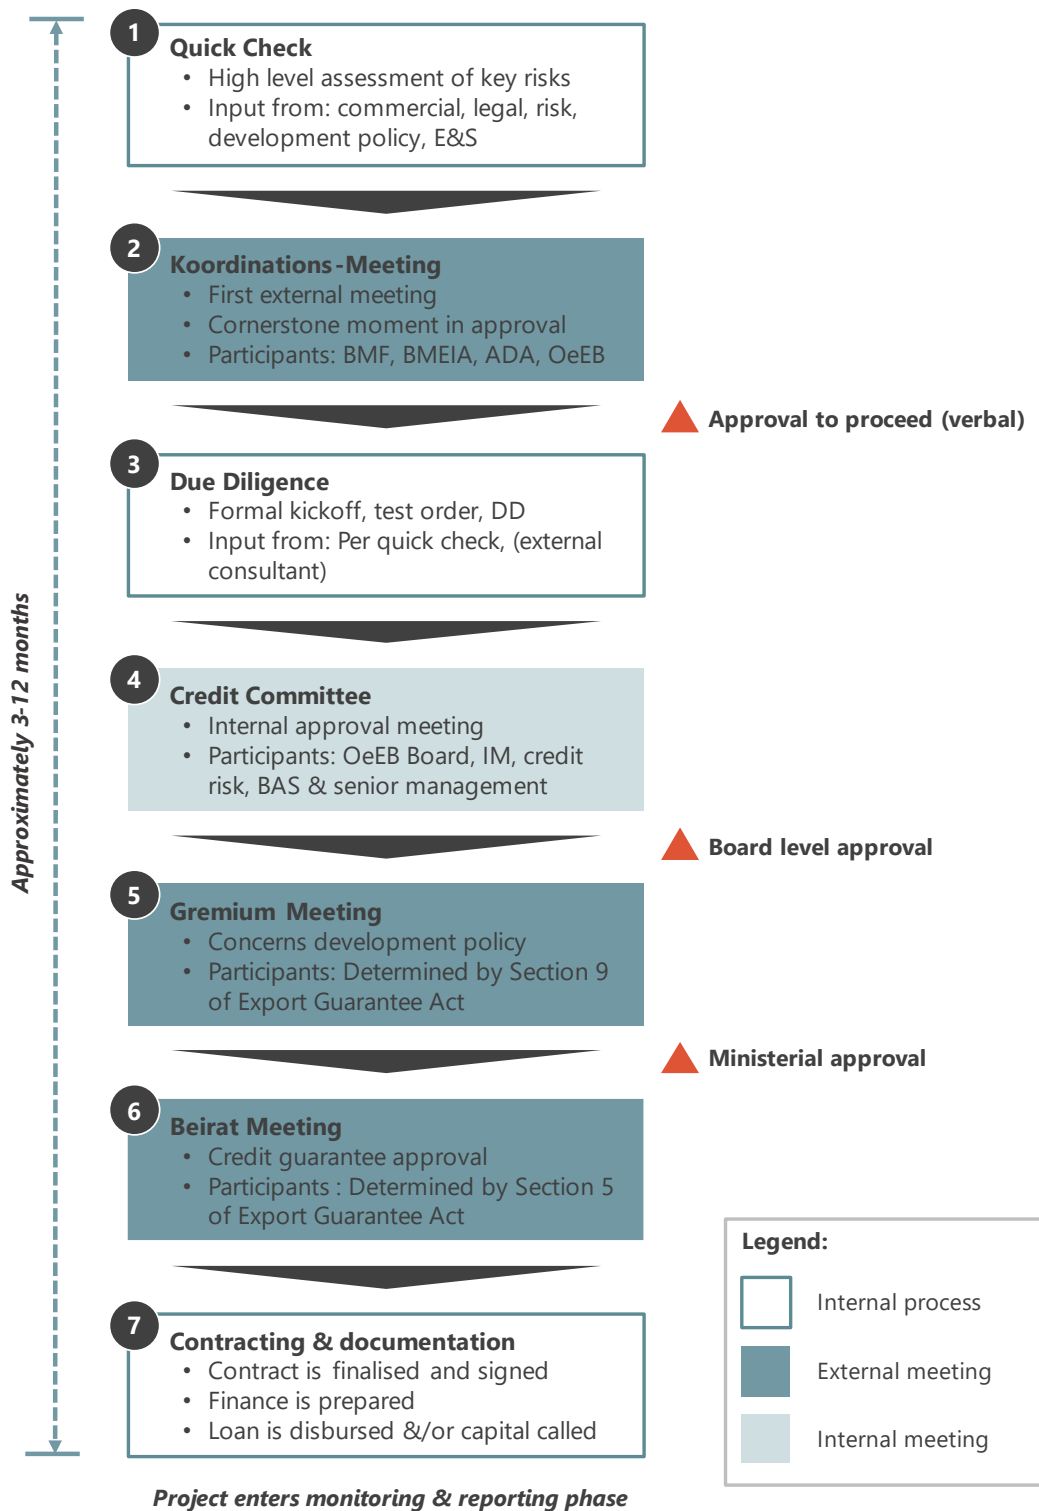 1
Quick Check
• High level assessment of key risks
• Input from: commercial, legal, risk,
development policy, E&S
2
Koordinations-Meeting
• First external meeting
• Cornerstone moment in approval
• Participants: BMF, BMEIA, ADA, OeEB
Approval to proceed (verbal)
3
Due Diligence
• Formal kickoff, test order, DD
• Input from: Per quick check, (external
consultant)
Approximately 3-12 months
4
Credit Committee
• Internal approval meeting
• Participants: OeEB Board, IM, credit
risk, BAS & senior management
Board level approval
5
Gremium Meeting
• Concerns development policy
• Participants: Determined by Section 9
of Export Guarantee Act
Ministerial approval
6
Beirat Meeting
• Credit guarantee approval
• Participants : Determined by Section 5
of Export Guarantee Act
7
Contracting & documentation
• Contract is finalised and signed
• Finance is prepared
• Loan is disbursed &/or capital called
Project enters monitoring & reporting phase
Legend:
Internal process
External meeting
Internal meeting